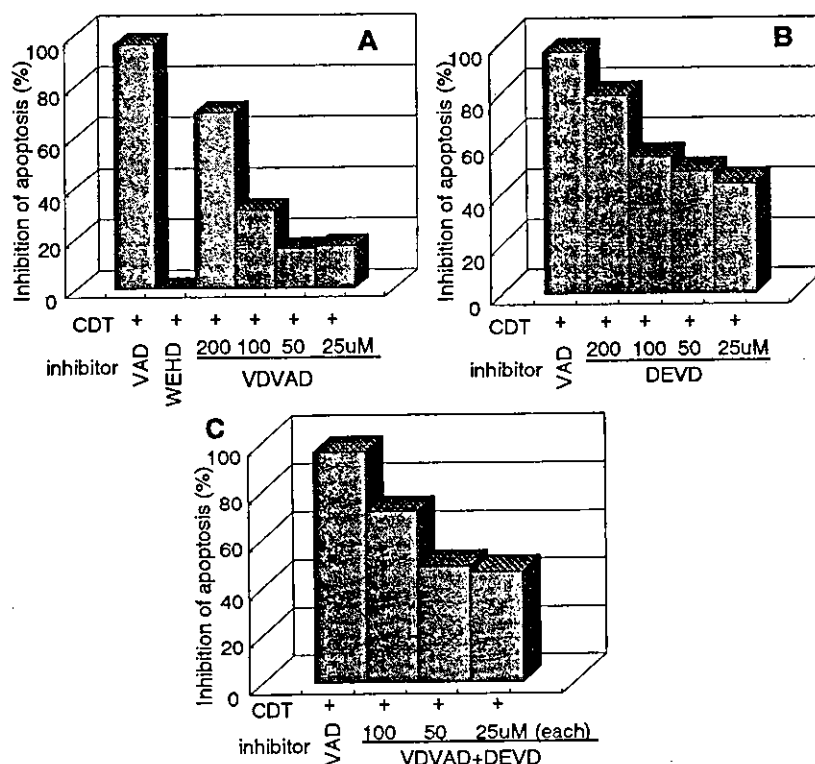 A
Inhibition of apoptosis (%)
100
80
60
40
20
0
CDT + + + + + +
inhibitor VAD WEHD 200 100 50 25uM
VDVAD
B
Inhibition of apoptosis (%)
100
80
60
40
20
0
CDT + + + + +
inhibitor VAD 200 100 50 25uM
DEVD
C
Inhibition of apoptosis (%)
100
80
60
40
20
0
CDT + + + +
inhibitor VAD 100 50 25uM (each)
VDVAD+DEVD